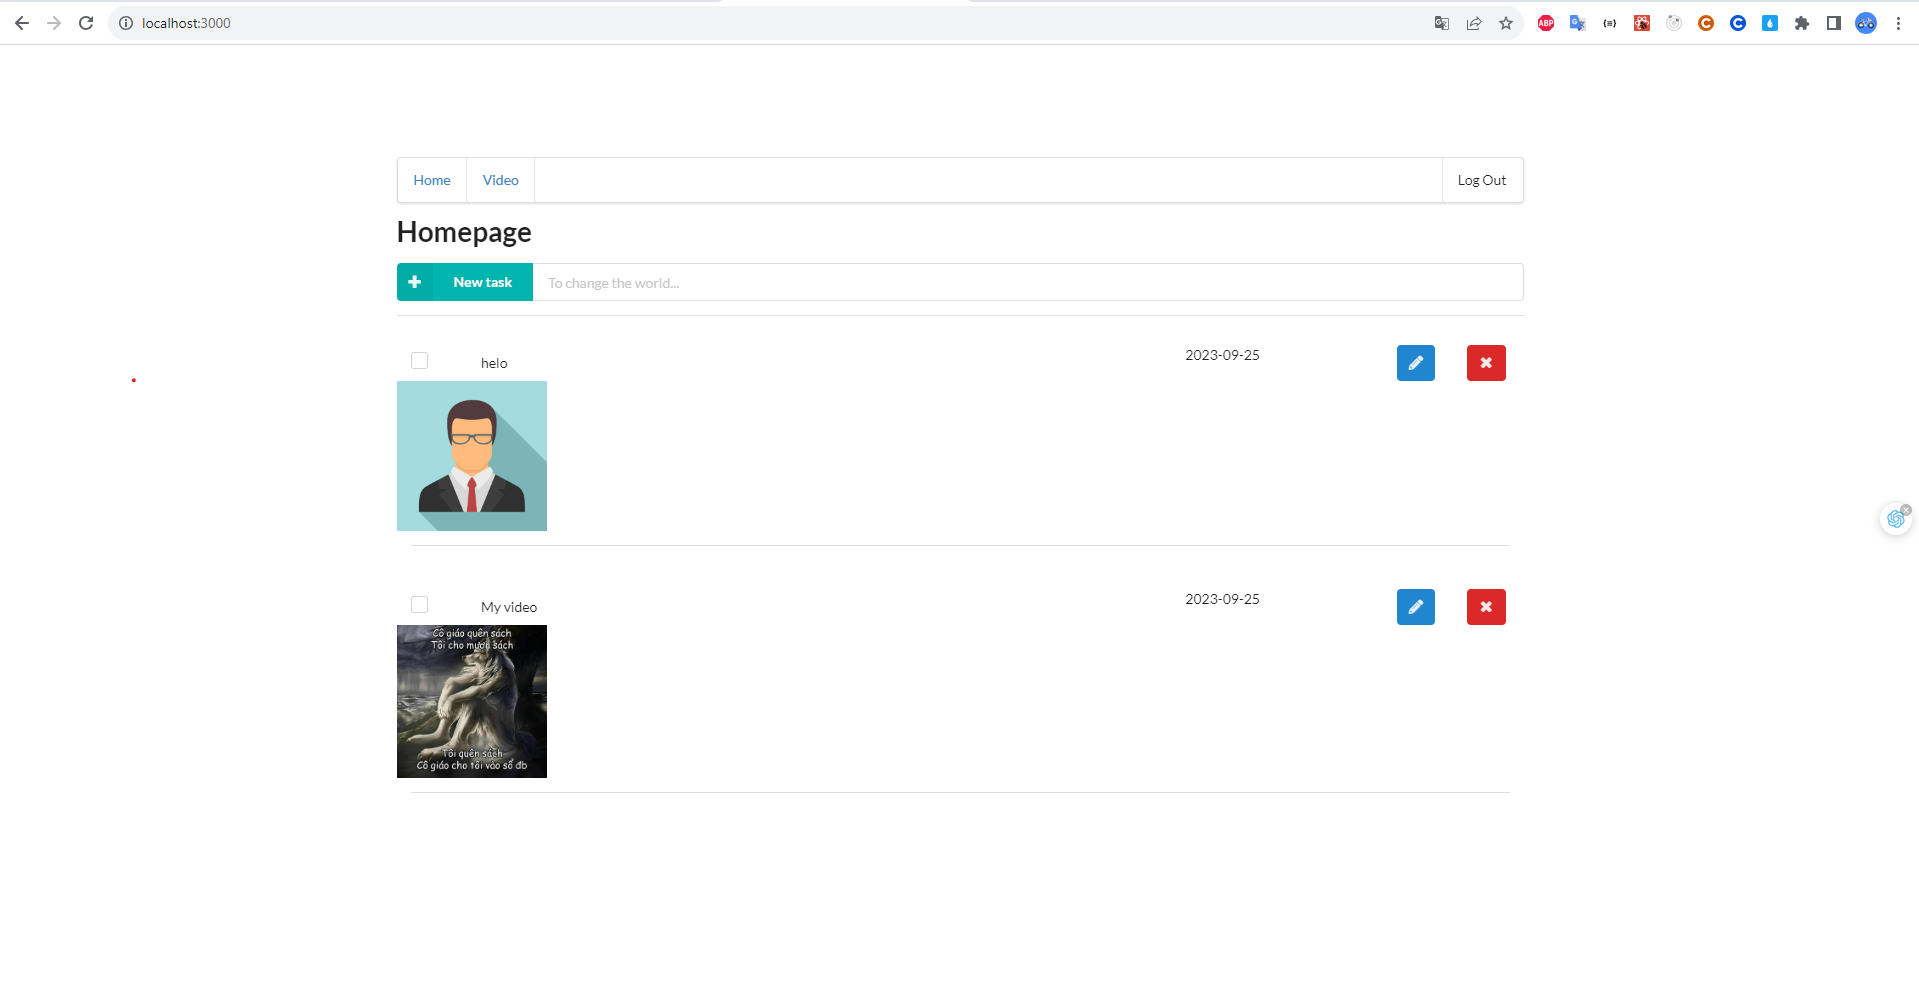 localhost:3000
ABP
Home
Video
Log Out
Homepage
New task
To change the world...
helo
2023-09-25
My video
2023-09-25
Cô giáo quên sách
Tôi cho mượn sách
Tôi quên sách
Cô giáo cho tôi vào sổ đb